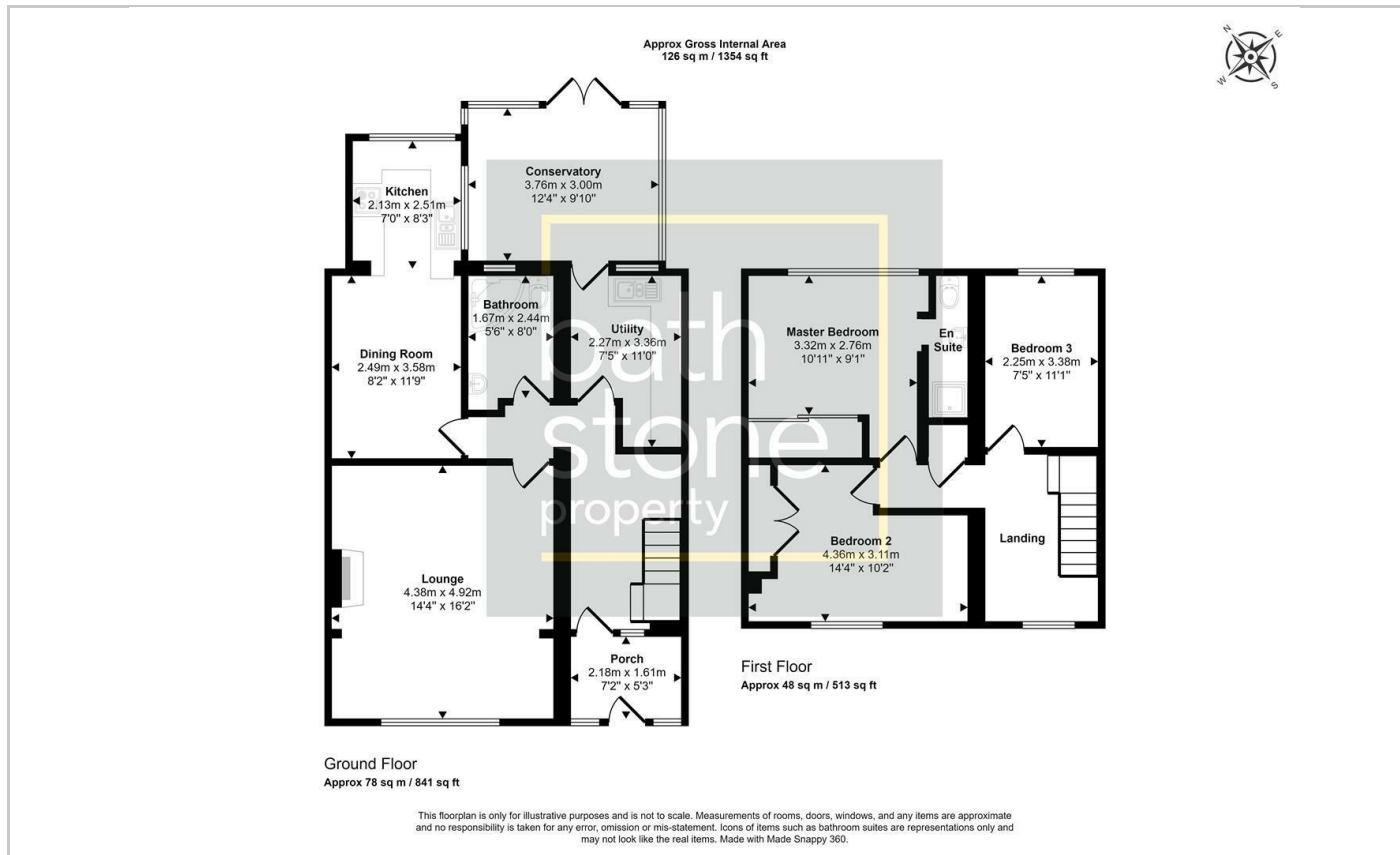 Approx Gross Internal Area
126 sq m / 1354 sq ft
N
E
W
S
Conservatory
3.76m x 3.00m
12'4" x 9'10"
Kitchen
2.13m x 2.51m
7'0" x 8'3"
Bathroom
1.67m x 2.44m
5'6" x 8'0"
Utility
2.27m x 3.36m
7'5" x 11'0"
Dining Room
2.49m x 3.58m
8'2" x 11'9"
Lounge
4.38m x 4.92m
14'4" x 16'2"
Porch
2.18m x 1.61m
7'2" x 5'3"
Ground Floor
Approx 78 sq m / 841 sq ft
Master Bedroom
3.32m x 2.76m
10'11" x 9'1"
En
Suite
Bedroom 3
2.25m x 3.38m
7'5" x 11'1"
Bedroom 2
4.36m x 3.11m
14'4" x 10'2"
Landing
First Floor
Approx 48 sq m / 513 sq ft
bath
stone
property
This floorplan is only for illustrative purposes and is not to scale. Measurements of rooms, doors, windows, and any items are approximate
and no responsibility is taken for any error, omission or mis-statement. Icons of items such as bathroom suites are representations only and
may not look like the real items. Made with Made Snappy 360.